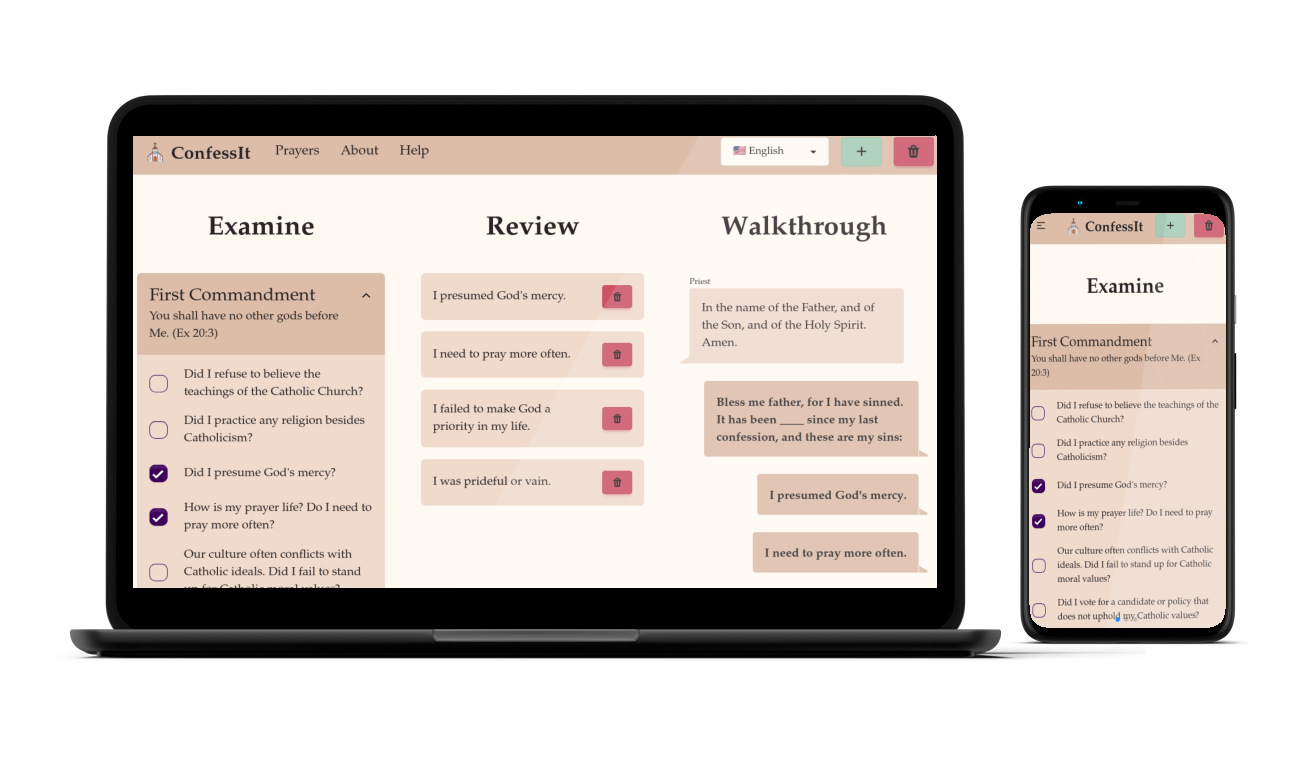 ConfessIt
Prayers
About
Help
English
+
Examine
First Commandment
You shall have no other gods before
Me. (Ex 20:3)
Did I refuse to believe the
teachings of the Catholic Church?
Did I practice any religion besides
Catholicism?
Did I presume God's mercy?
How is my prayer life? Do I need to
pray more often?
Our culture often conflicts with
Catholic ideals. Did I fail to stand
up for Catholic moral values?
Review
I presumed God's mercy.
I need to pray more often.
I failed to make God a
priority in my life.
I was prideful or vain.
Walkthrough
Priest
In the name of the Father, and of
the Son, and of the Holy Spirit.
Amen.
Bless me father, for I have sinned.
It has been ____ since my last
confession, and these are my sins:
I presumed God's mercy.
I need to pray more often.
ConfessIt
+
Examine
First Commandment
You shall have no other gods before Me. (Ex
20:3)
Did I refuse to believe the teachings of the
Catholic Church?
Did I practice any religion besides
Catholicism?
Did I presume God's mercy?
How is my prayer life? Do I need to pray
more often?
Our culture often conflicts with Catholic
ideals. Did I fail to stand up for Catholic
moral values?
Did I vote for a candidate or policy that
does not uphold my Catholic values?